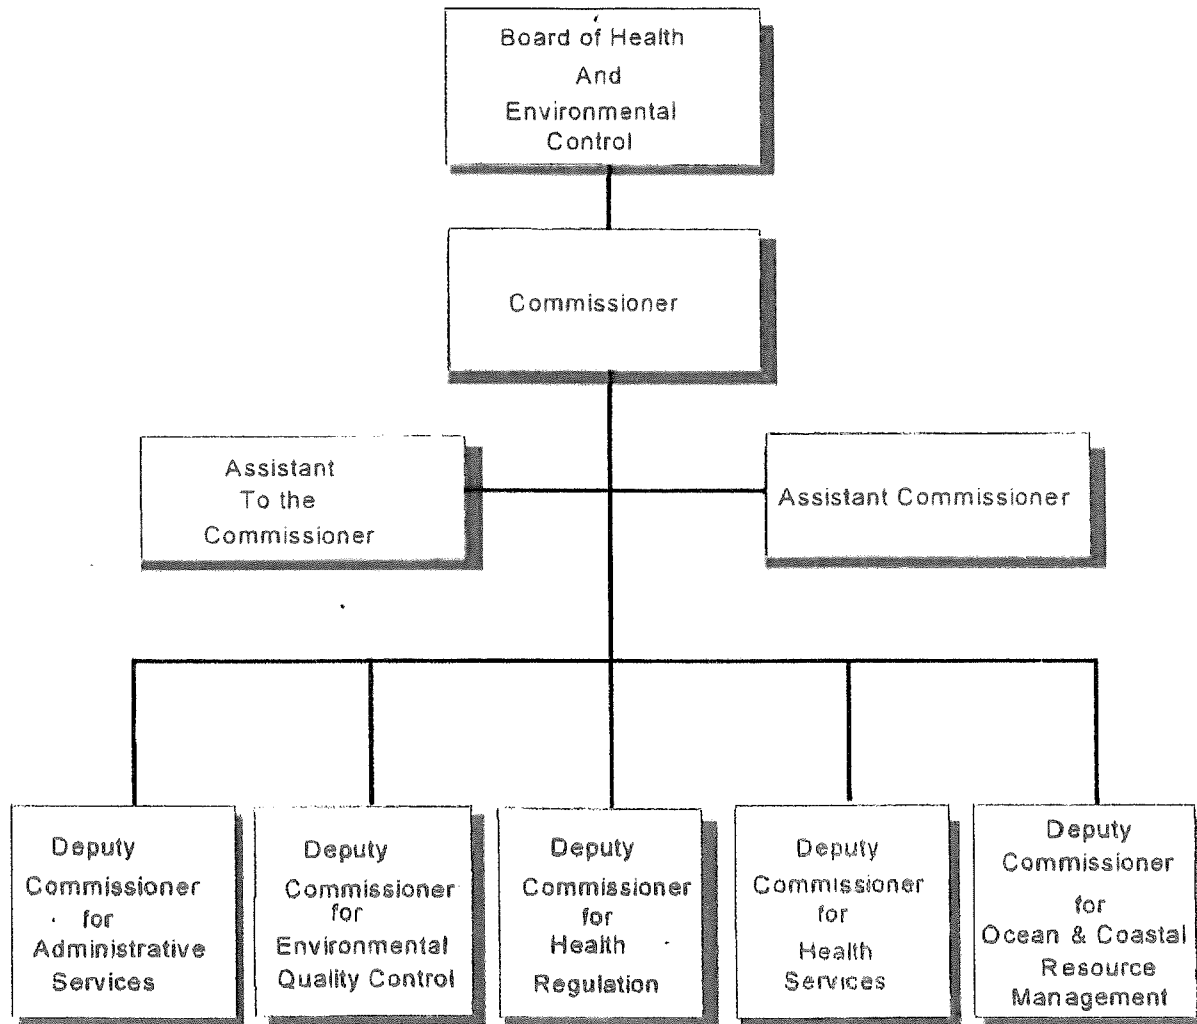 Board of Health
And
Environmental
Control
Commissioner
Assistant
To the
Commissioner
Assistant Commissioner
Deputy
Commissioner
for
Administrative
Services
Deputy
Commissioner
for
Environmental
Quality Control
Deputy
Commissioner
for
Health
Regulation
Deputy
Commissioner
for
Health
Services
Deputy
Commissioner
for
Ocean & Coastal
Resource
Management